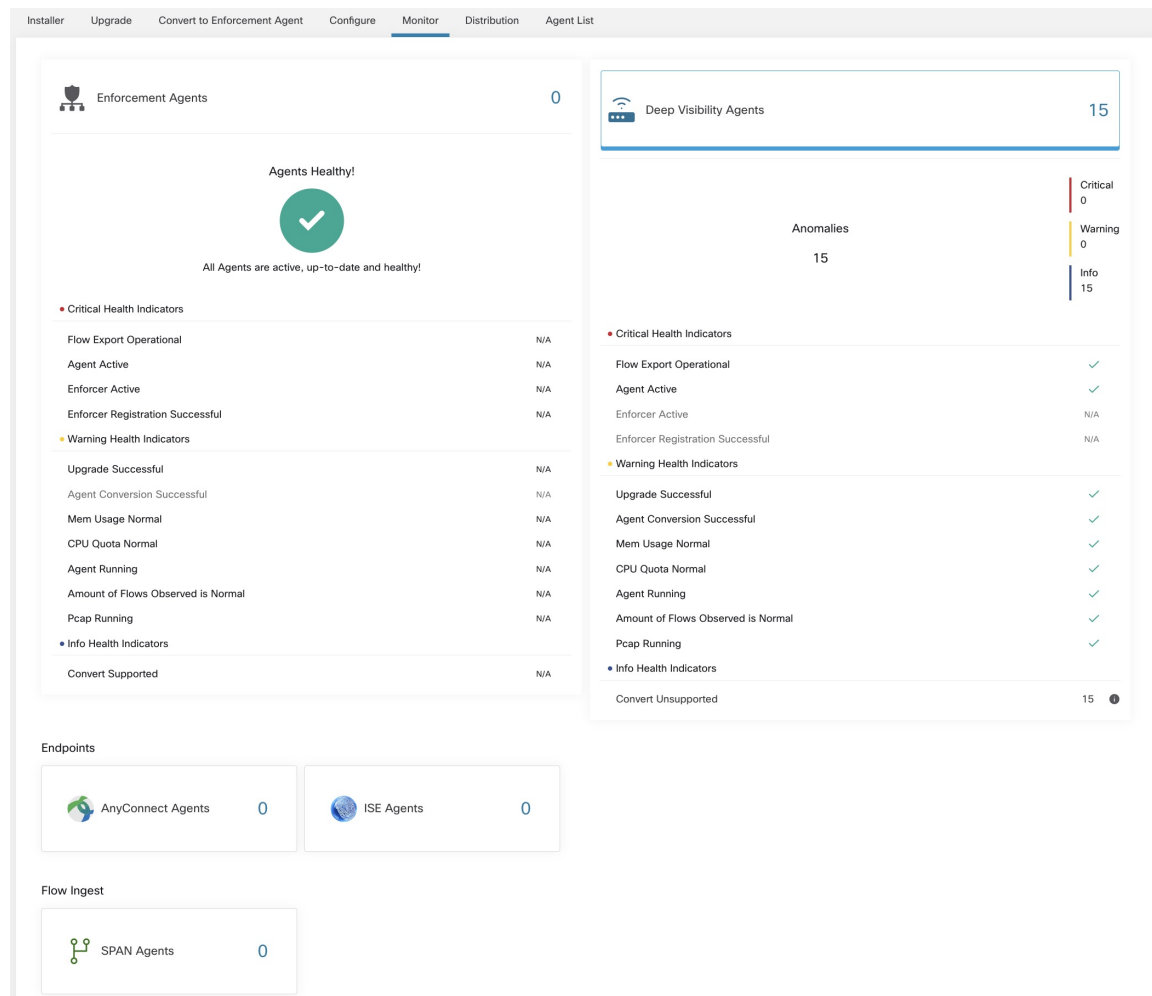 Installer Upgrade Convert to Enforcement Agent Configure Monitor Distribution Agent List
Enforcement Agents 0
Agents Healthy!
All Agents are active, up-to-date and healthy!
Critical Health Indicators
Flow Export Operational N/A
Agent Active N/A
Enforcer Active N/A
Enforcer Registration Successful N/A
Warning Health Indicators
Upgrade Successful N/A
Agent Conversion Successful N/A
Mem Usage Normal N/A
CPU Quota Normal N/A
Agent Running N/A
Amount of Flows Observed is Normal N/A
Pcap Running N/A
Info Health Indicators
Convert Supported N/A
Deep Visibility Agents 15
Anomalies
15
Critical
0
Warning
0
Info
15
Critical Health Indicators
Flow Export Operational
Agent Active
Enforcer Active N/A
Enforcer Registration Successful N/A
Warning Health Indicators
Upgrade Successful
Agent Conversion Successful
Mem Usage Normal
CPU Quota Normal
Agent Running
Amount of Flows Observed is Normal
Pcap Running
Info Health Indicators
Convert Unsupported 15
Endpoints
AnyConnect Agents 0
ISE Agents 0
Flow Ingest
SPAN Agents 0